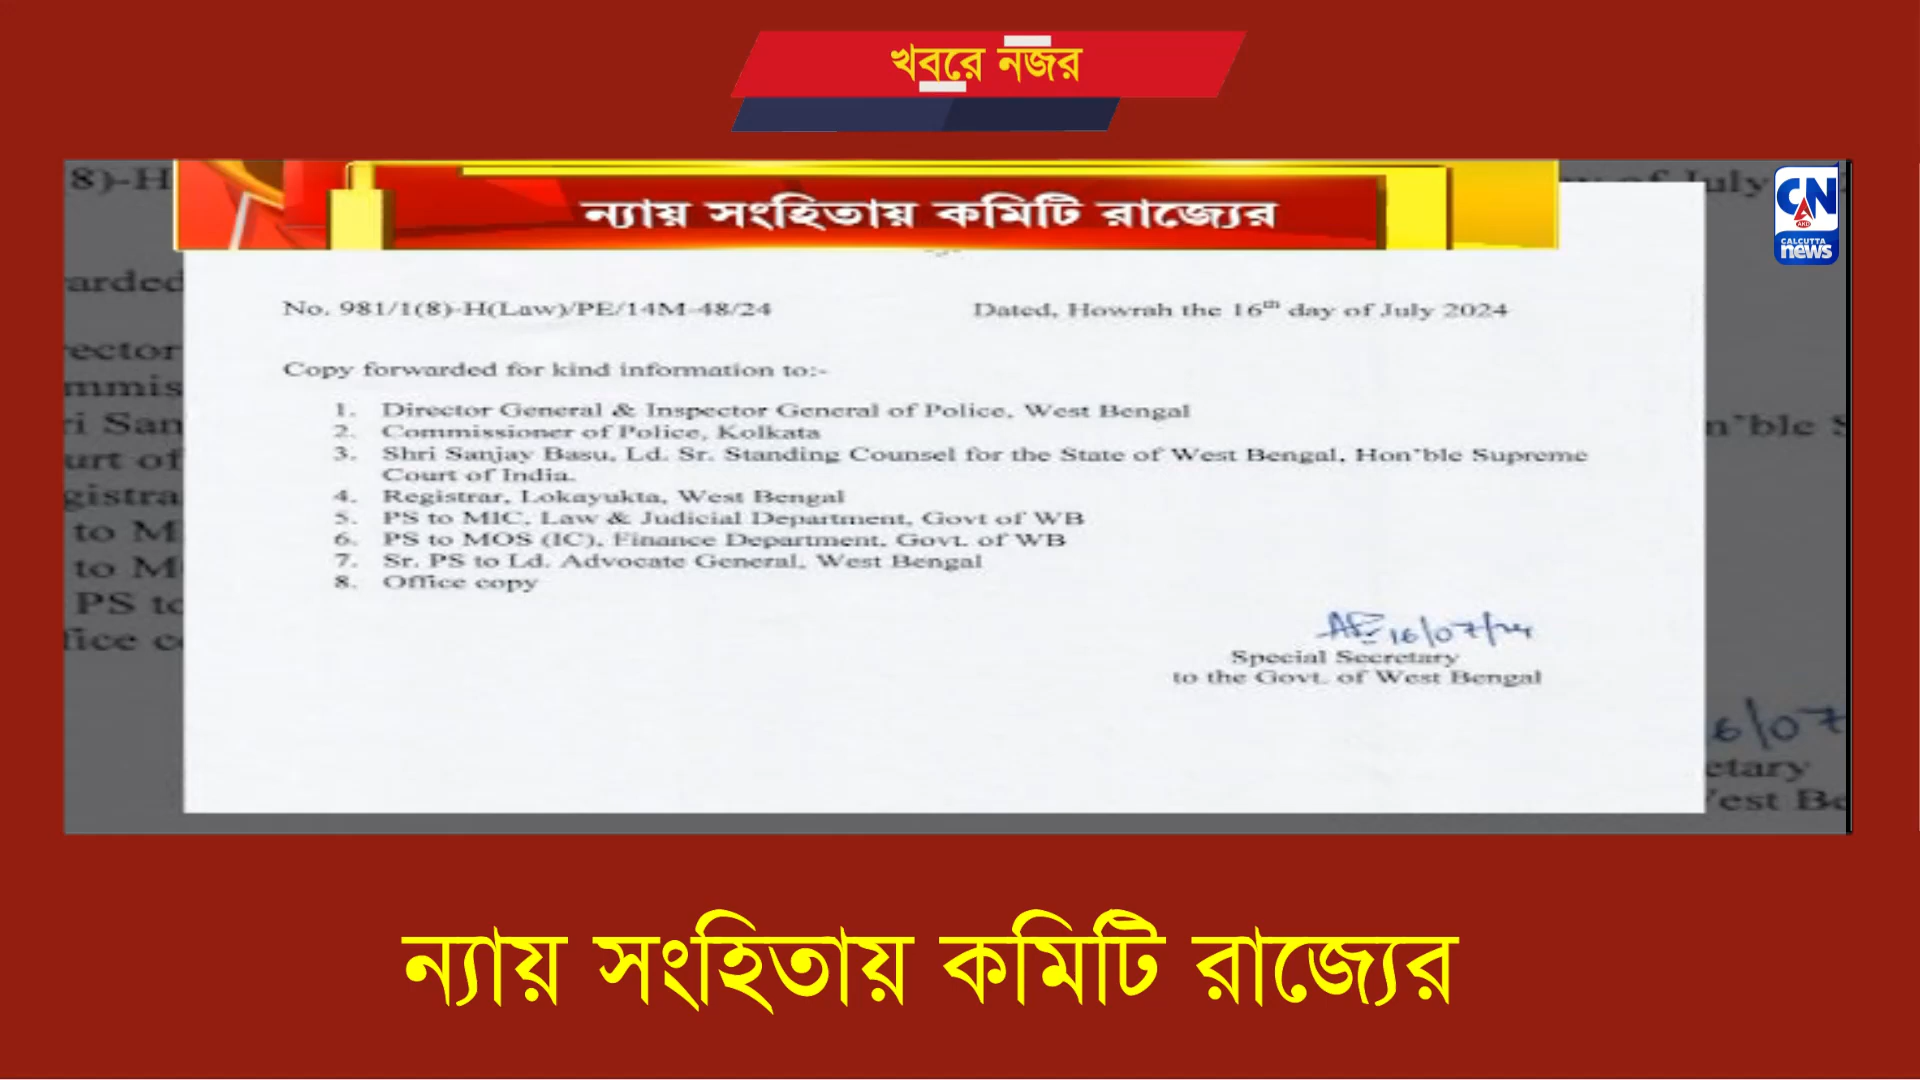 খবরে নজর
ন্যায় সংহিতায় কমিটি রাজ্যের
CN
AND
CALCUTTA
news
No. 981/1(8)-H(Law)/PE/14M-48/24
Dated, Howrah the 16th day of July 2024
Copy forwarded for kind information to:-
1. Director General & Inspector General of Police, West Bengal
2. Commissioner of Police, Kolkata
3. Shri Sanjay Basu, Ld. Sr. Standing Counsel for the State of West Bengal, Hon'ble Supreme
Court of India.
4. Registrar, Lokayukta, West Bengal
5. PS to MIC, Law & Judicial Department, Govt of WB
6. PS to MOS (IC), Finance Department, Govt. of WB
7. Sr. PS to Ld. Advocate General, West Bengal
8. Office copy
16/07/24
Special Secretary
to the Govt. of West Bengal
ন্যায় সংহিতায় কমিটি রাজ্যের